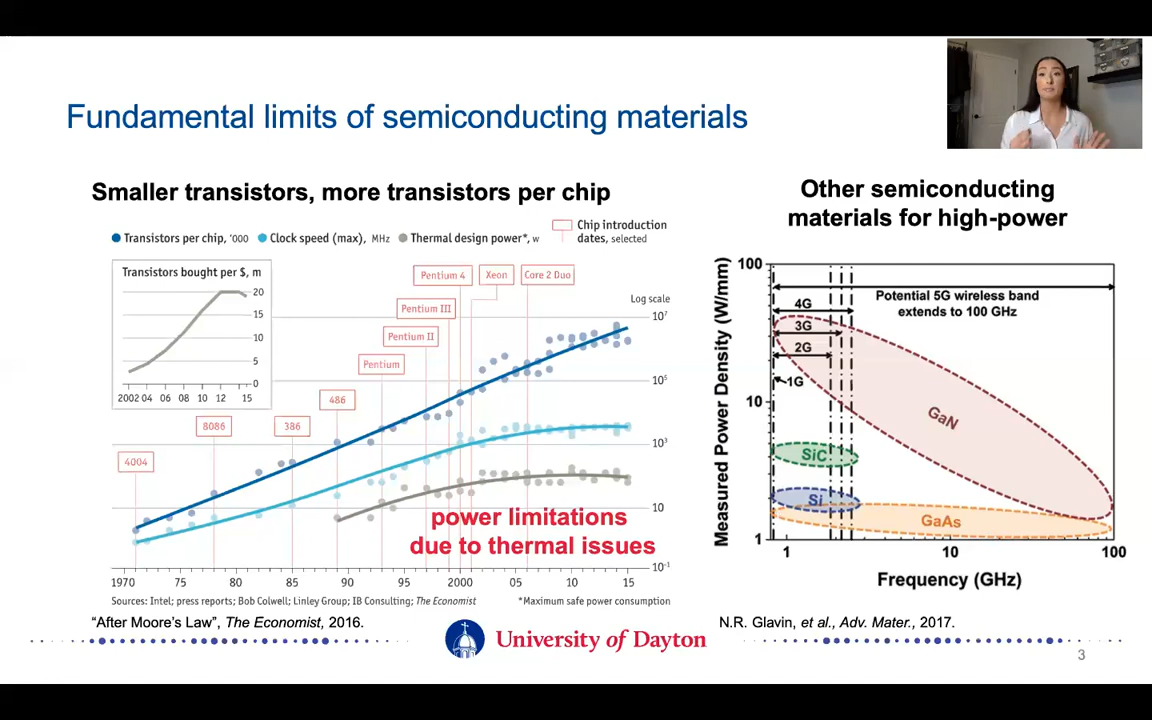 Fundamental limits of semiconducting materials
Smaller transistors, more transistors per chip
Transistors per chip, '000
Clock speed (max), MHz
Thermal design power*, w
Chip introduction
dates, selected
Transistors bought per $, m
20
15
10
5
0
2002 04 06 08 10 12 15
Pentium 4
Xeon
Core 2 Duo
Pentium III
Pentium II
Pentium
486
8086
386
4004
Log scale
10⁷
10⁵
10³
10
10⁻¹
power limitations
due to thermal issues
1970 75 80 85 90 95 2000 05 10 15
Sources: Intel; press reports; Bob Colwell; Linley Group; IB Consulting; The Economist
*Maximum safe power consumption
“After Moore’s Law”, The Economist, 2016.
Other semiconducting
materials for high-power
Measured Power Density (W/mm)
100
10
1
Potential 5G wireless band
extends to 100 GHz
4G
3G
2G
1G
GaN
SiC
Si
GaAs
1 10 100
Frequency (GHz)
N.R. Glavin, et al., Adv. Mater., 2017.
University of Dayton
3